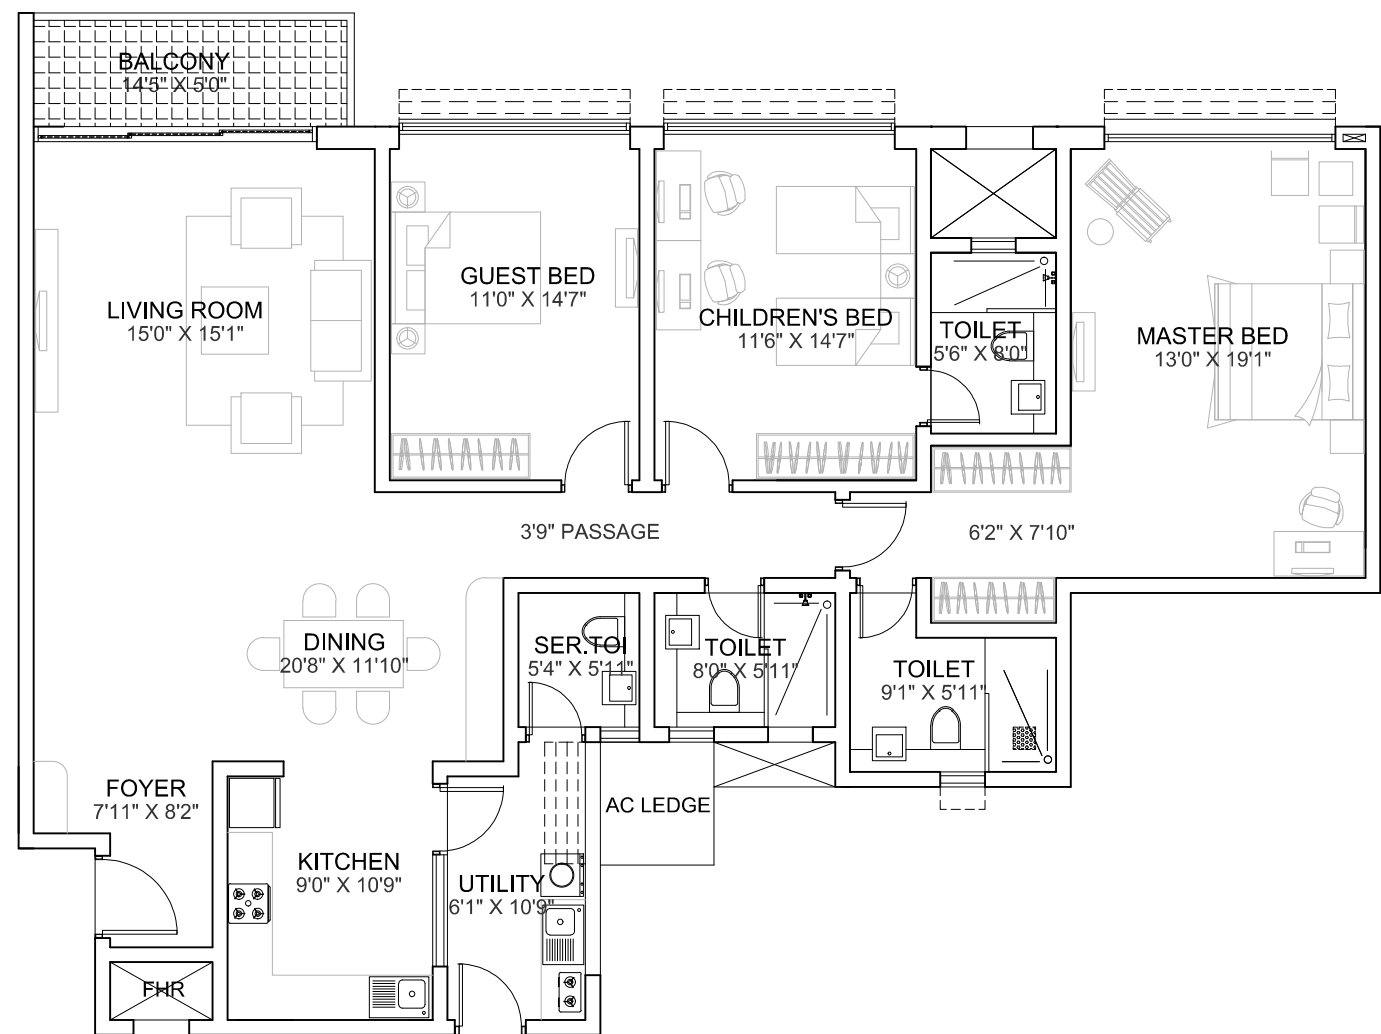 BALCONY
14'5" X 5'0"
GUEST BED
11'0" X 14'7"
LIVING ROOM
15'0" X 15'1"
CHILDREN'S BED
11'6" X 14'7"
TOILET
5'6" X 8'0"
MASTER BED
13'0" X 19'1"
3'9" PASSAGE
6'2" X 7'10"
DINING
20'8" X 11'10"
SER.TOI
5'4" X 5'11"
TOILET
8'0" X 5'11"
TOILET
9'1" X 5'11"
FOYER
7'11" X 8'2"
AC LEDGE
KITCHEN
9'0" X 10'9"
UTILITY
6'1" X 10'9"
FHR